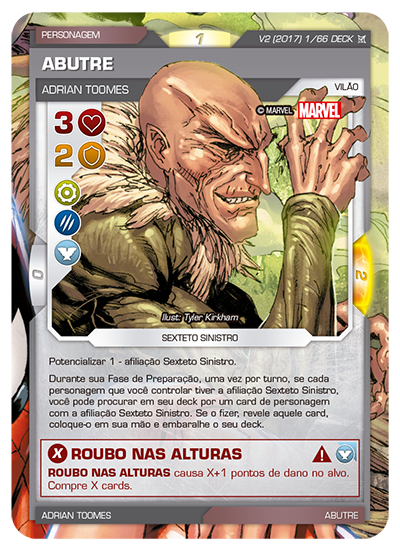 PERSONAGEM
1
V2 (2017) 1/66 DECK
ABUTRE
ADRIAN TOOMES
VILÃO
3
© MARVEL MARVEL
2
0
2
Ilust: Tyler Kirkham
SEXTETO SINISTRO
Potencializar 1 - afiliação Sexteto Sinistro.
Durante sua Fase de Preparação, uma vez por turno, se cada
personagem que você controlar tiver a afiliação Sexteto Sinistro,
você pode procurar em seu deck por um card de personagem
com a afiliação Sexteto Sinistro. Se o fizer, revele aquele card,
coloque-o em sua mão e embaralhe o seu deck.
X ROUBO NAS ALTURAS
ROUBO NAS ALTURAS causa X+1 pontos de dano no alvo.
Compre X cards.
ADRIAN TOOMES
ABUTRE